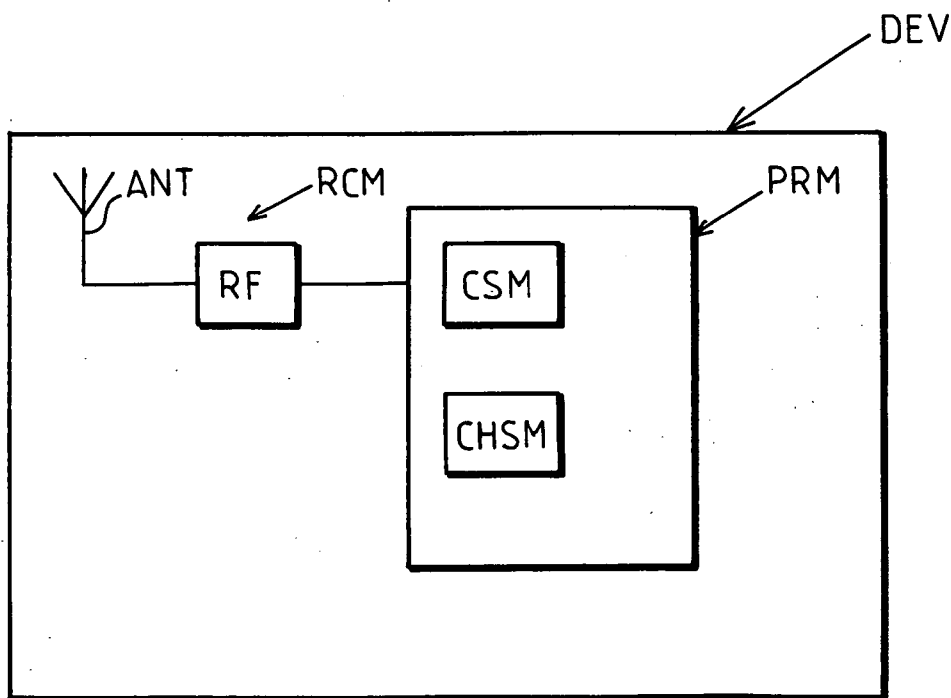 DEV
ANT
RCM
PRM
RF
CSM
CHSM